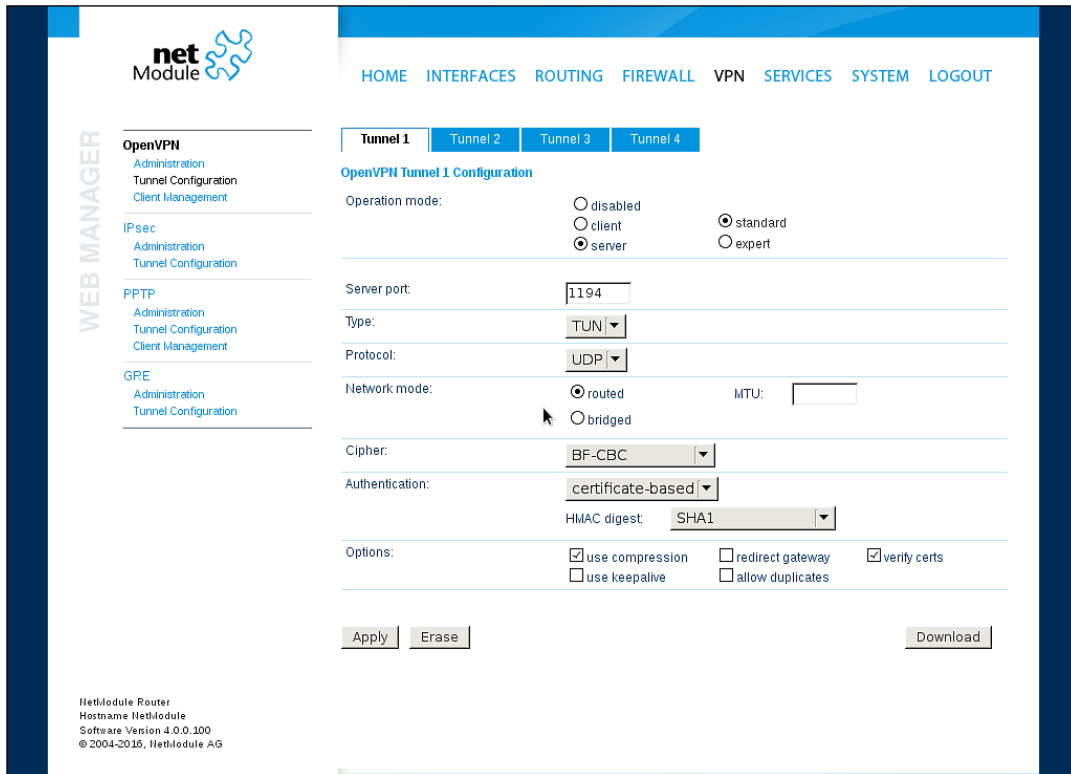 net
Module
HOME INTERFACES ROUTING FIREWALL VPN SERVICES SYSTEM LOGOUT
WEB MANAGER
OpenVPN
Administration
Tunnel Configuration
Client Management
IPsec
Administration
Tunnel Configuration
PPTP
Administration
Tunnel Configuration
Client Management
GRE
Administration
Tunnel Configuration
Tunnel 1 Tunnel 2 Tunnel 3 Tunnel 4
OpenVPN Tunnel 1 Configuration
Operation mode:
disabled
client
server
standard
expert
Server port: 1194
Type: TUN
Protocol: UDP
Network mode: routed MTU:
bridged
Cipher: BF-CBC
Authentication: certificate-based
HMAC digest: SHA1
Options: use compression redirect gateway verify certs
use keepalive allow duplicates
Apply Erase Download
NetModule Router
Hostname NetModule
Software Version 4.0.0.100
© 2004-2016, NetModule AG